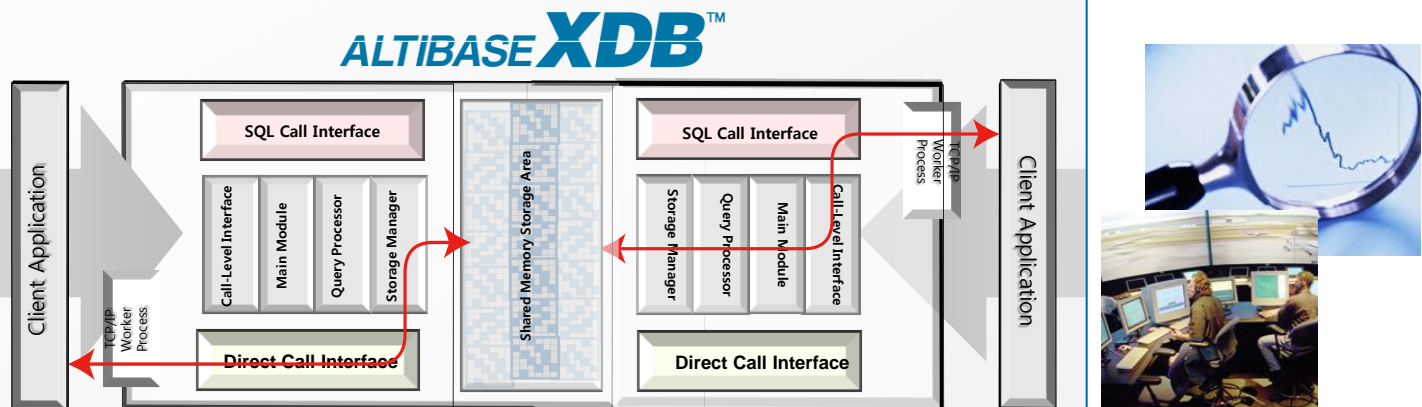 ALTIBASE XDB™
Client Application
TCP/IP
Worker
Process
SQL Call Interface
Call-Level Interface
Main Module
Query Processor
Storage Manager
Direct Call Interface
Shared Memory Storage Area
SQL Call Interface
Storage Manager
Query Processor
Main Module
Call-Level Interface
Direct Call Interface
TCP/IP
Worker
Process
Client Application